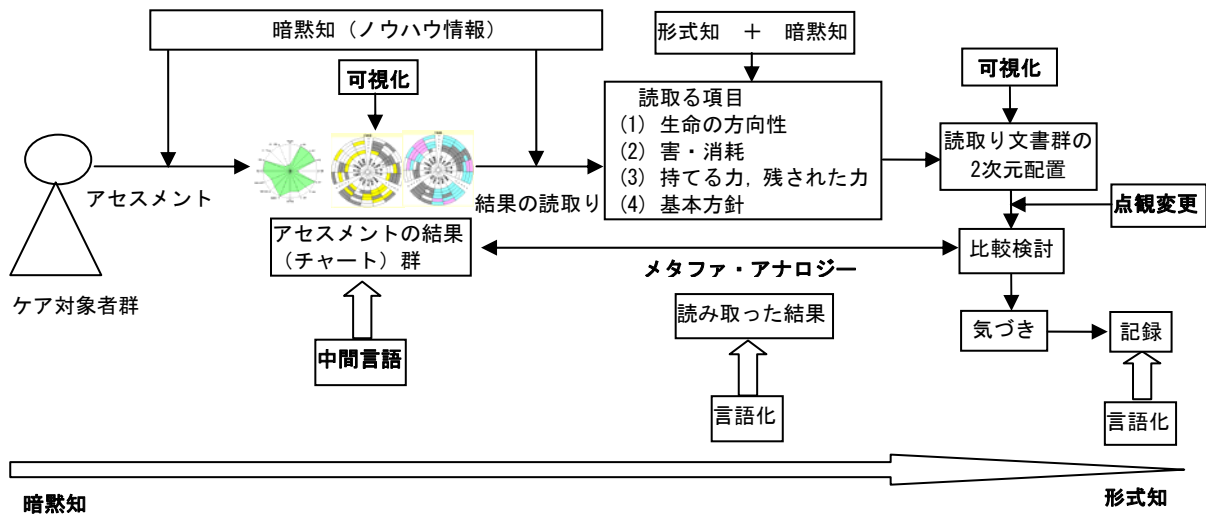 暗黙知（ノウハウ情報）
形式知 ＋ 暗黙知
可視化
可視化
読取る項目
(1) 生命の方向性
(2) 害・消耗
(3) 持てる力，残された力
(4) 基本方針
読取り文書群の
2次元配置
アセスメント
結果の読取り
点観変更
アセスメントの結果
（チャート）群
比較検討
メタファ・アナロジー
ケア対象者群
読み取った結果
気づき
記録
中間言語
言語化
言語化
暗黙知
形式知